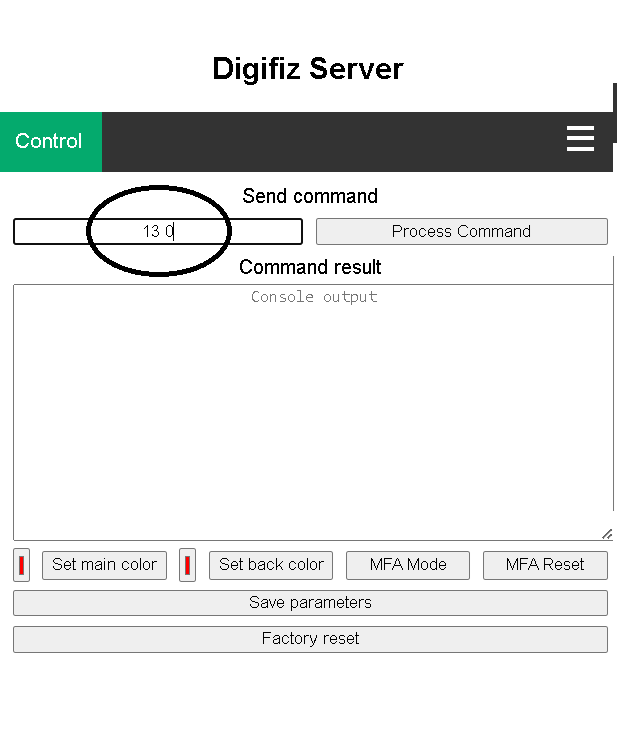 Digifiz Server
Control
Send command
13 0 Process Command
Command result
Console output
Set main color Set back color MFA Mode MFA Reset
Save parameters
Factory reset